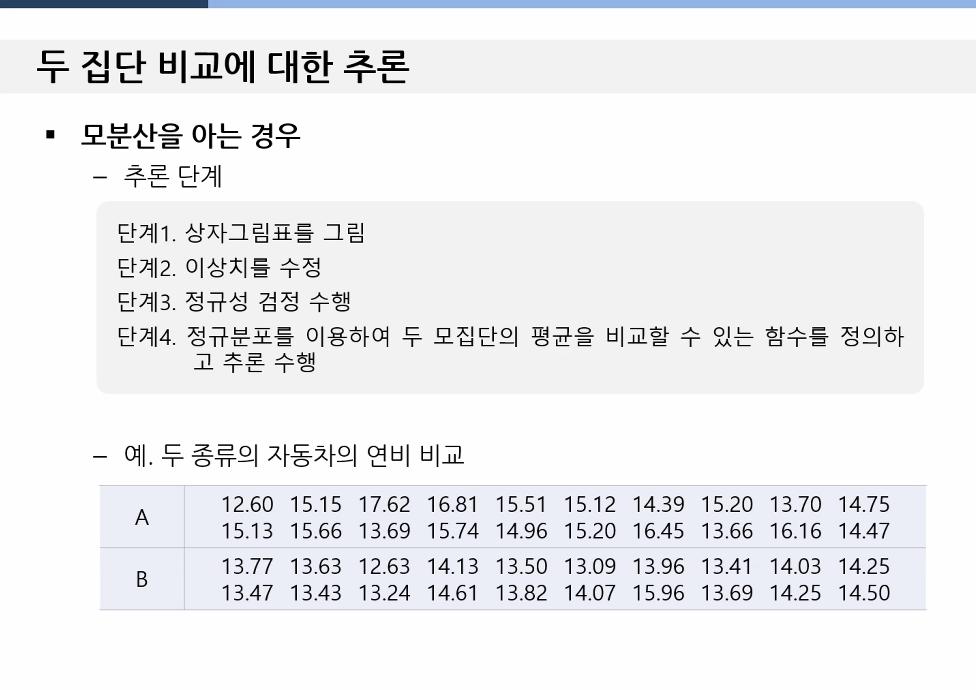 두 집단 비교에 대한 추론
▪ 모분산을 아는 경우
– 추론 단계
단계1. 상자그림표를 그림
단계2. 이상치를 수정
단계3. 정규성 검정 수행
단계4. 정규분포를 이용하여 두 모집단의 평균을 비교할 수 있는 함수를 정의하
고 추론 수행
– 예. 두 종류의 자동차의 연비 비교
A
12.60 15.15 17.62 16.81 15.51 15.12 14.39 15.20 13.70 14.75
15.13 15.66 13.69 15.74 14.96 15.20 16.45 13.66 16.16 14.47
B
13.77 13.63 12.63 14.13 13.50 13.09 13.96 13.41 14.03 14.25
13.47 13.43 13.24 14.61 13.82 14.07 15.96 13.69 14.25 14.50